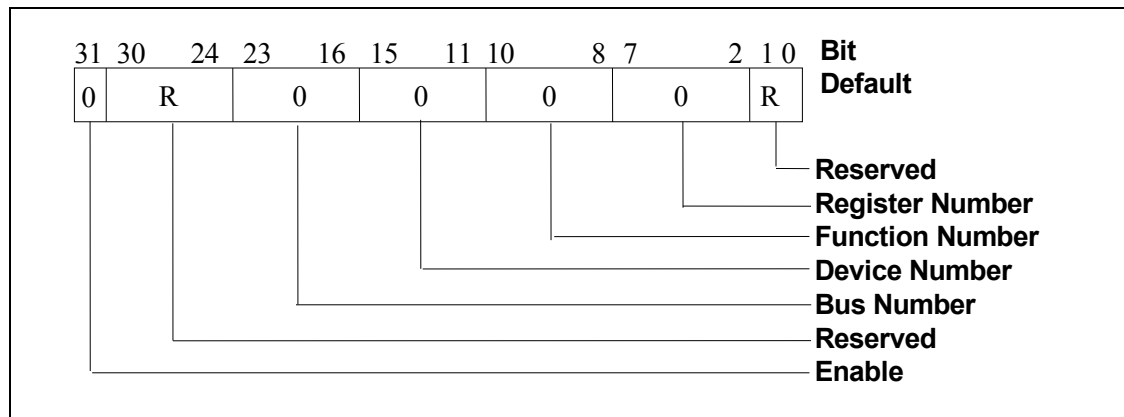 31 30 24 23 16 15 11 10 8 7 2 1 0 Bit
Default
0 R 0 0 0 0 R
Reserved
Register Number
Function Number
Device Number
Bus Number
Reserved
Enable